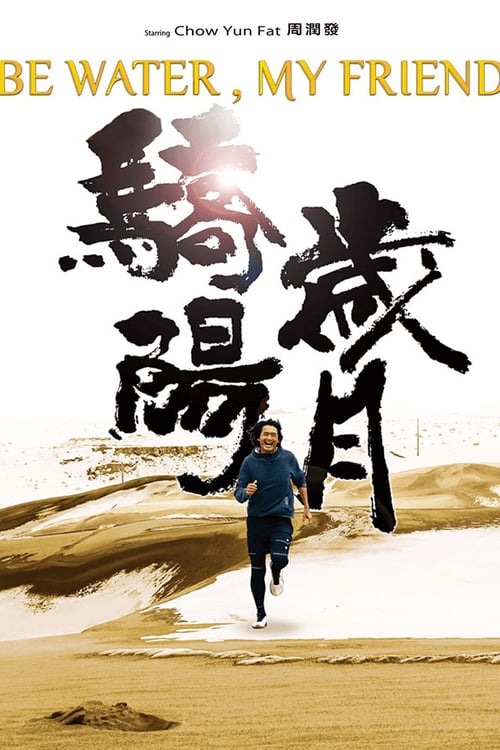 Starring Chow Yun Fat 周潤發
BE WATER, MY FRIEND
騎陽歲月